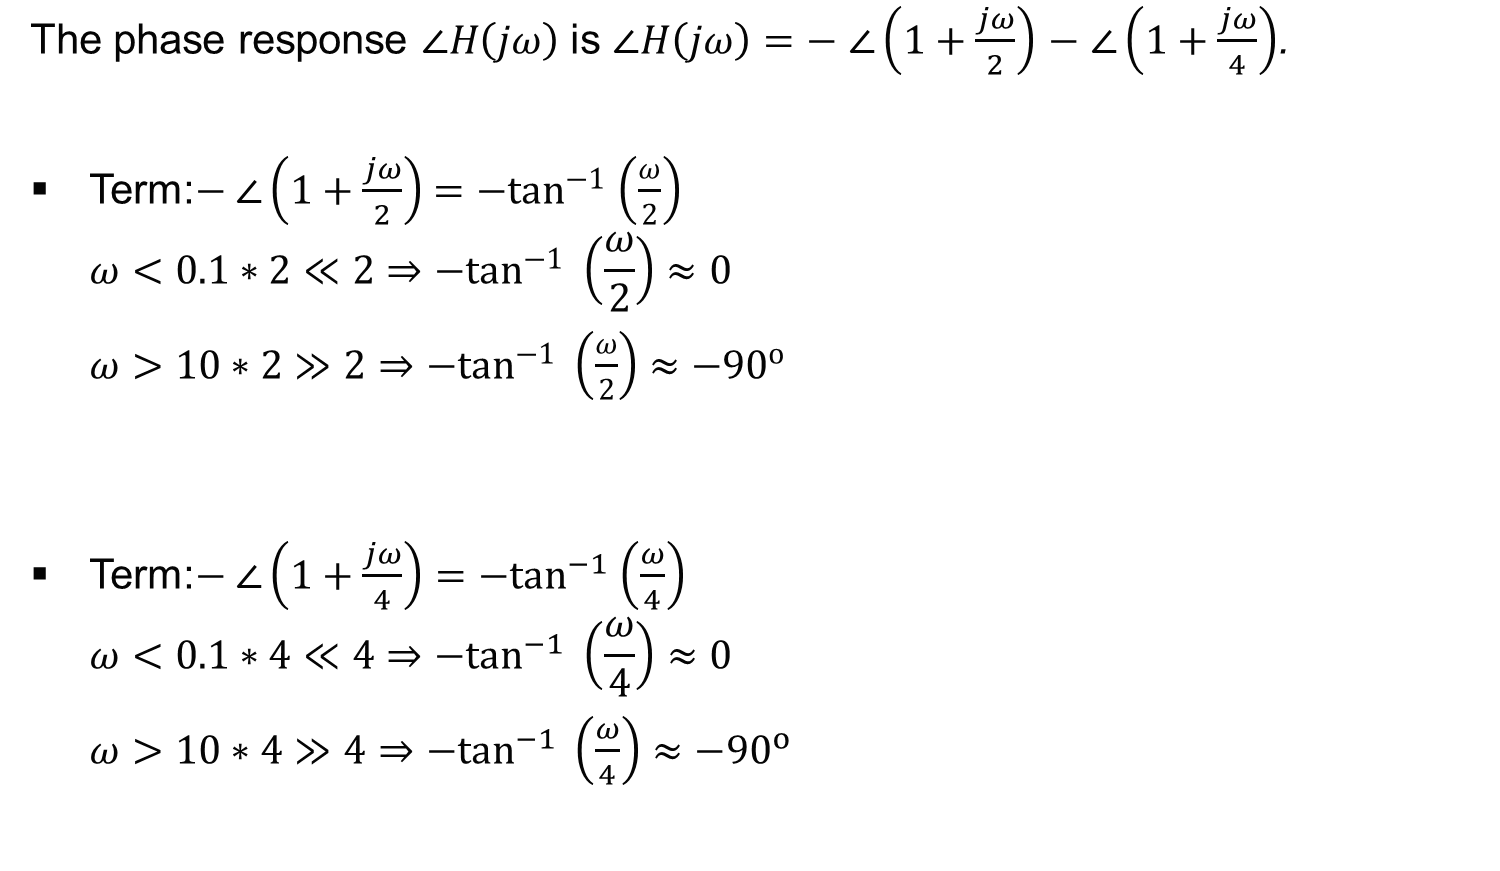 The phase response ∠𝐻(𝑗𝜔) is ∠𝐻(𝑗𝜔) = − ∠(1 + 𝑗𝜔/2) − ∠(1 + 𝑗𝜔/4).
▪ Term:− ∠(1 + 𝑗𝜔/2) = −tan⁻¹ (𝜔/2)
𝜔 < 0.1 ∗ 2 ≪ 2 ⇒ −tan⁻¹ (𝜔/2) ≈ 0
𝜔 > 10 ∗ 2 ≫ 2 ⇒ −tan⁻¹ (𝜔/2) ≈ −90ᵒ
▪ Term:− ∠(1 + 𝑗𝜔/4) = −tan⁻¹ (𝜔/4)
𝜔 < 0.1 ∗ 4 ≪ 4 ⇒ −tan⁻¹ (𝜔/4) ≈ 0
𝜔 > 10 ∗ 4 ≫ 4 ⇒ −tan⁻¹ (𝜔/4) ≈ −90ᵒ